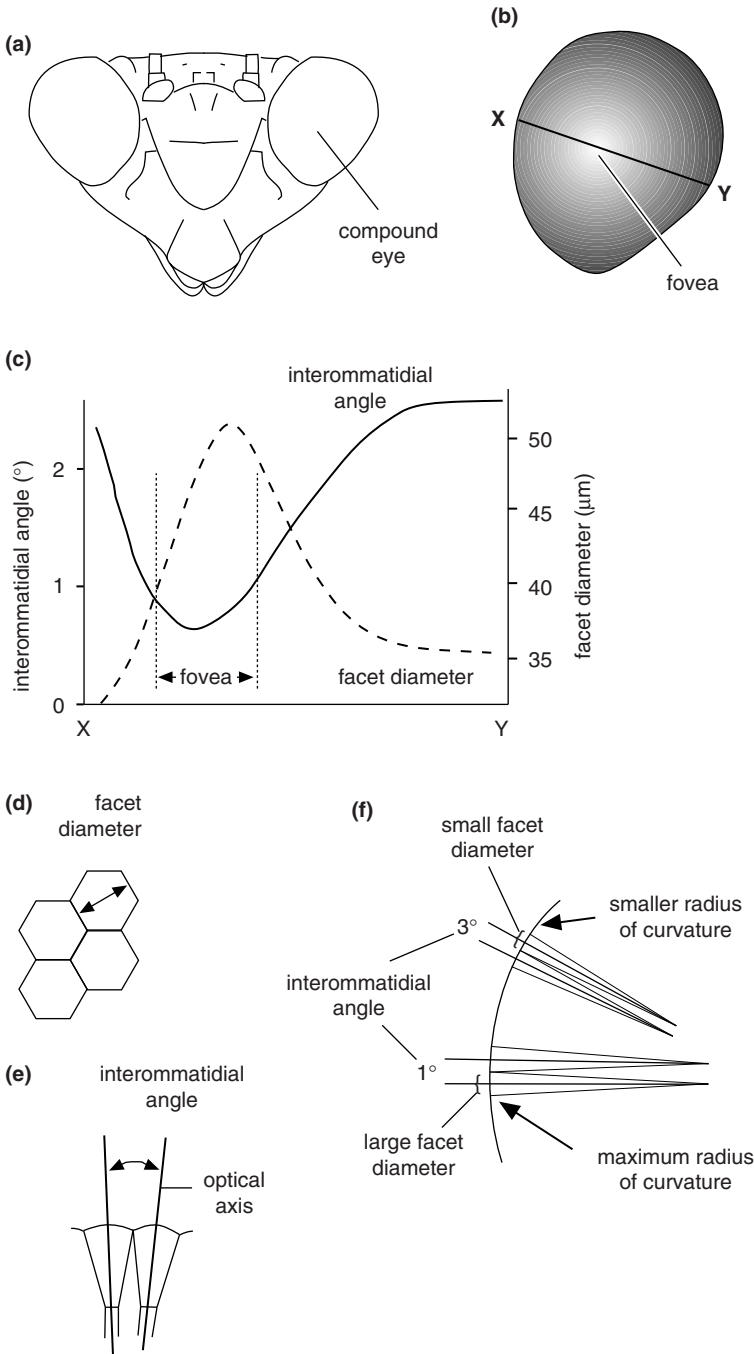 (a)
compound
eye
(b)
X
Y
fovea
(c)
interommatidial
angle
interommatidial angle (°)
2
1
0
50
45
40
35
facet diameter (μm)
fovea
facet diameter
X
Y
(d)
facet
diameter
(e)
interommatidial
angle
optical
axis
(f)
small facet
diameter
smaller radius
of curvature
3°
interommatidial
angle
1°
large facet
diameter
maximum radius
of curvature